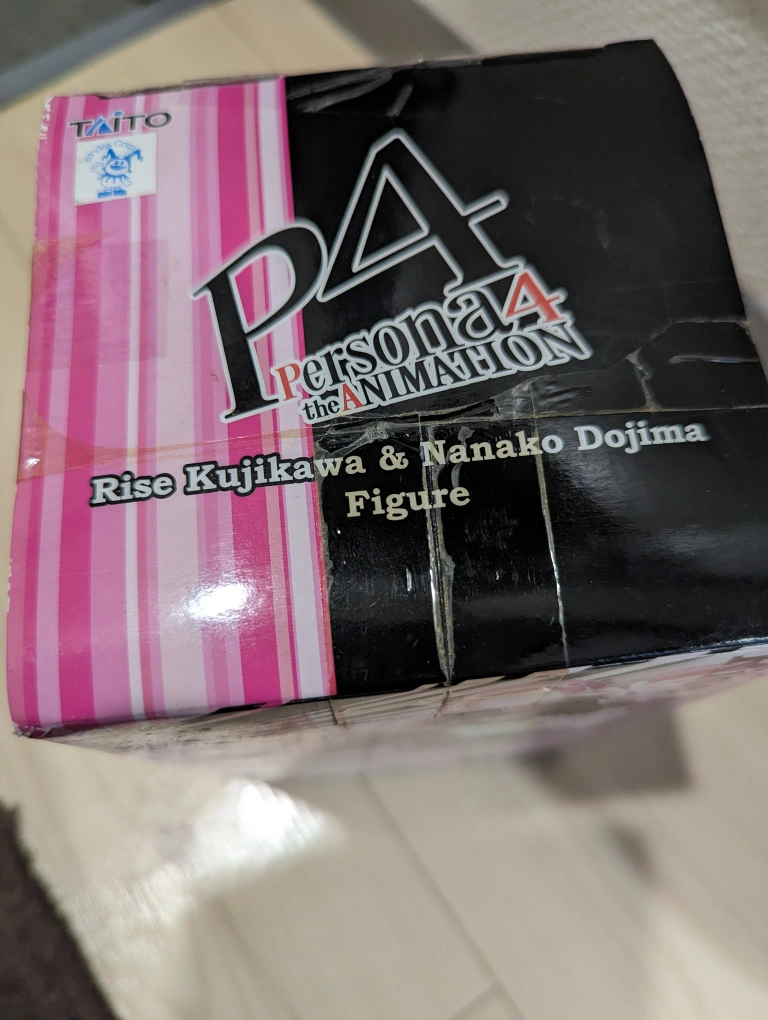 TAITO
P4
Persona4
the ANIMATION
Rise Kujikawa & Nanako Dojima
Figure